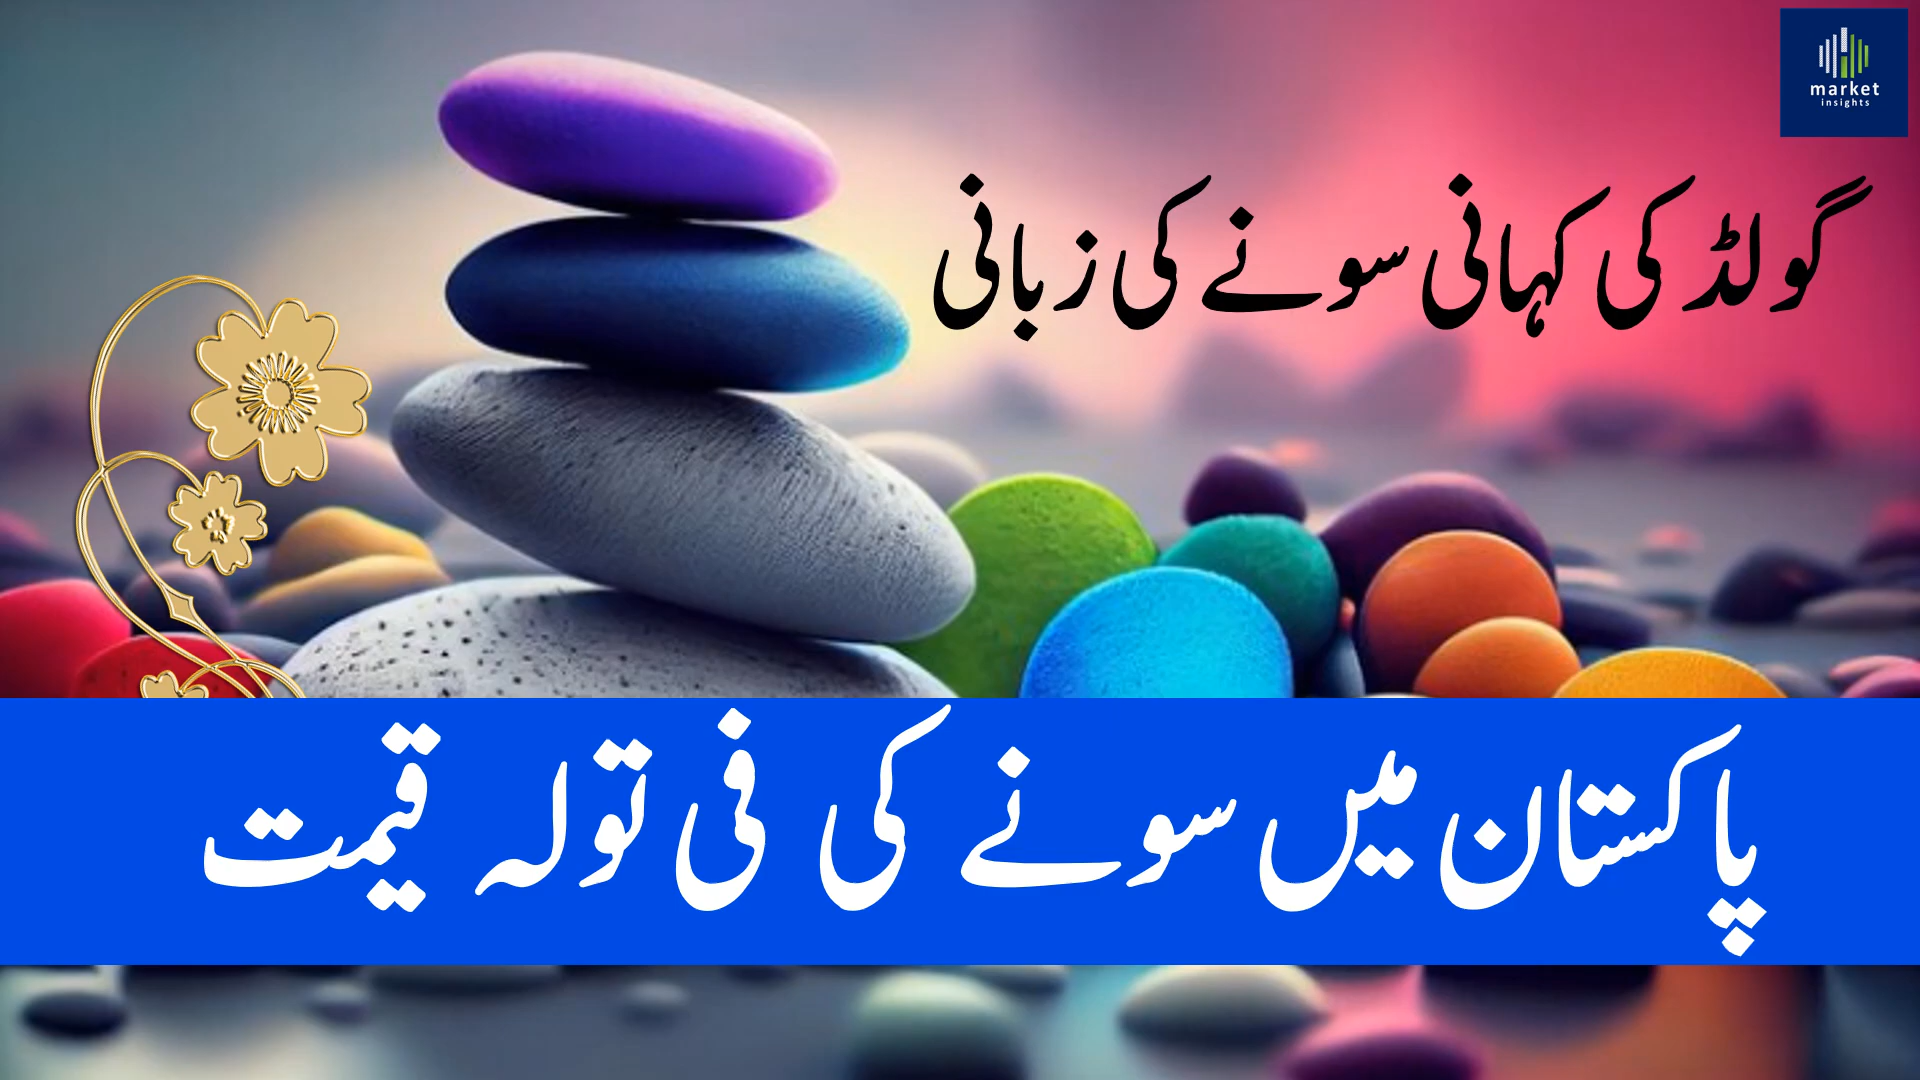 market
insights
گولڈ کی کہانی سونے کی زبانی
پاکستان میں سونے کی فی تولہ قیمت